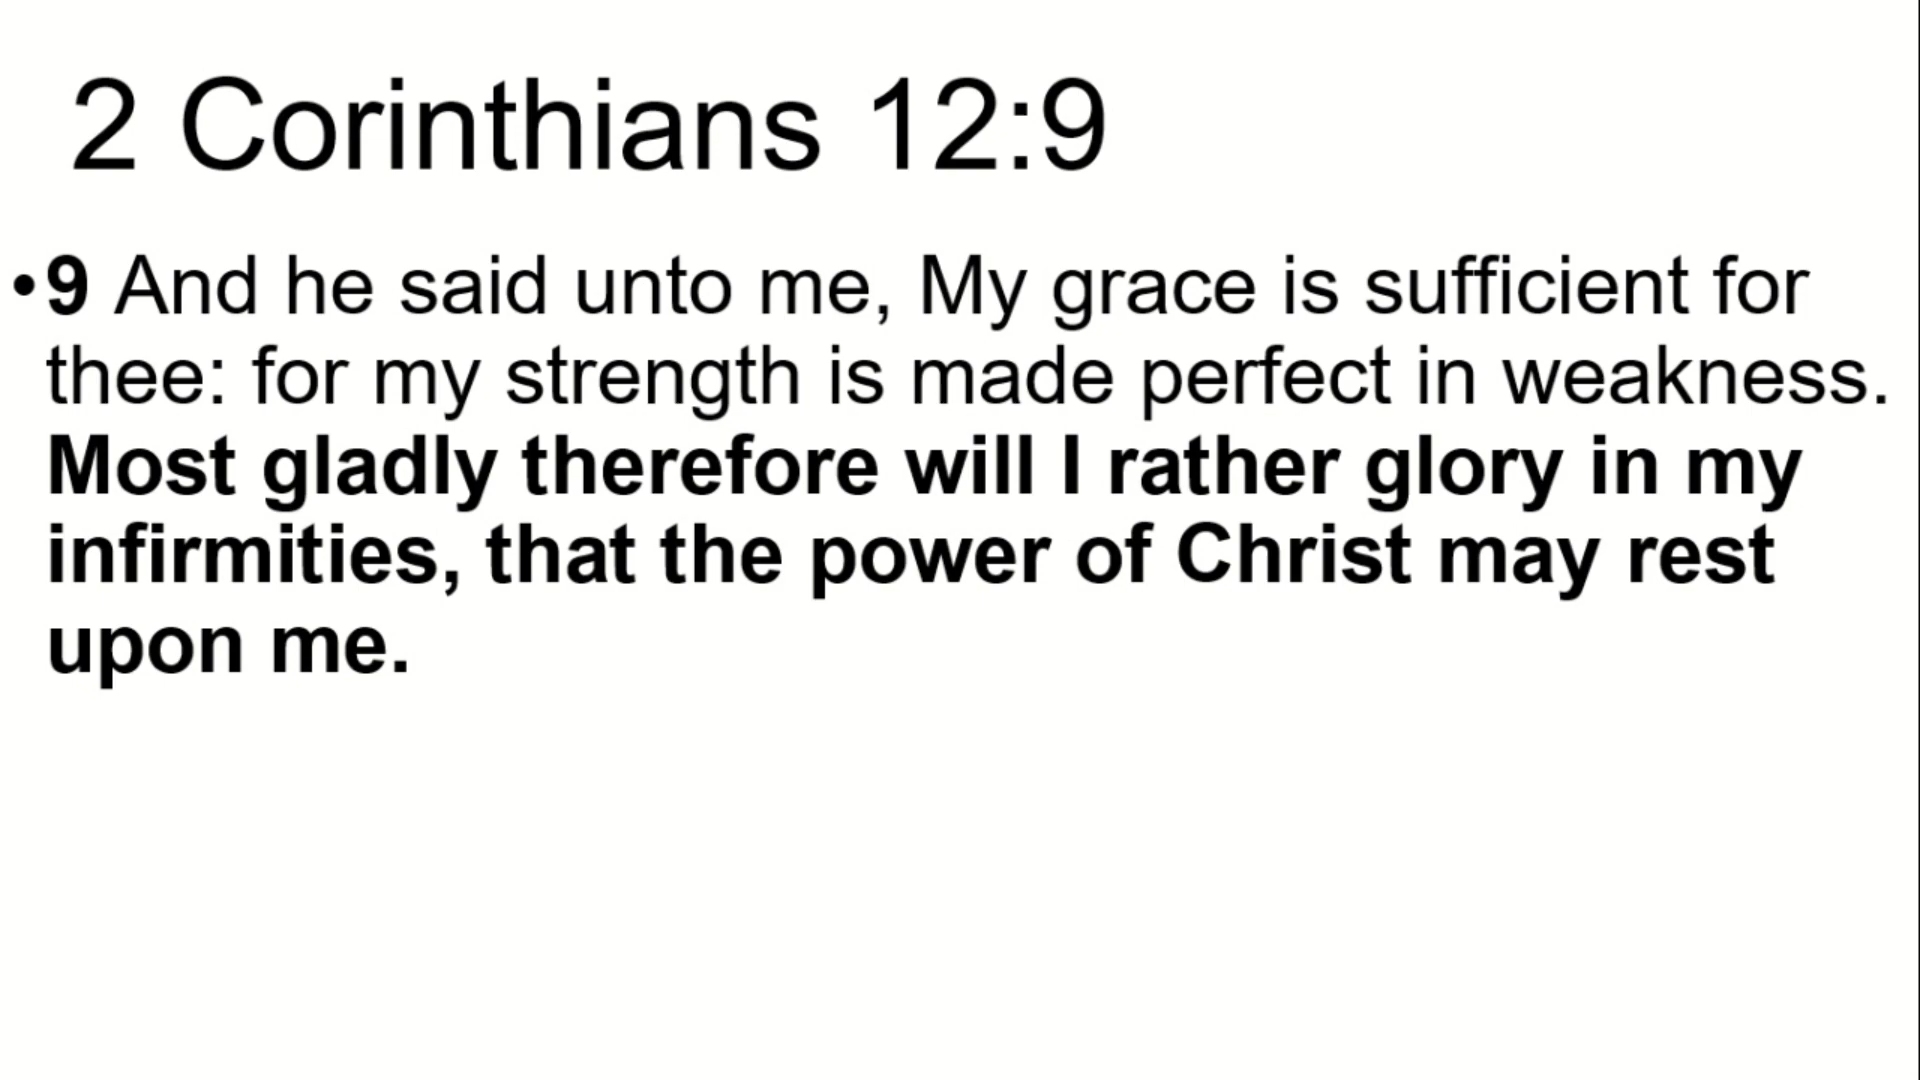 2 Corinthians 12:9
•9 And he said unto me, My grace is sufficient for
thee: for my strength is made perfect in weakness.
Most gladly therefore will I rather glory in my
infirmities, that the power of Christ may rest
upon me.